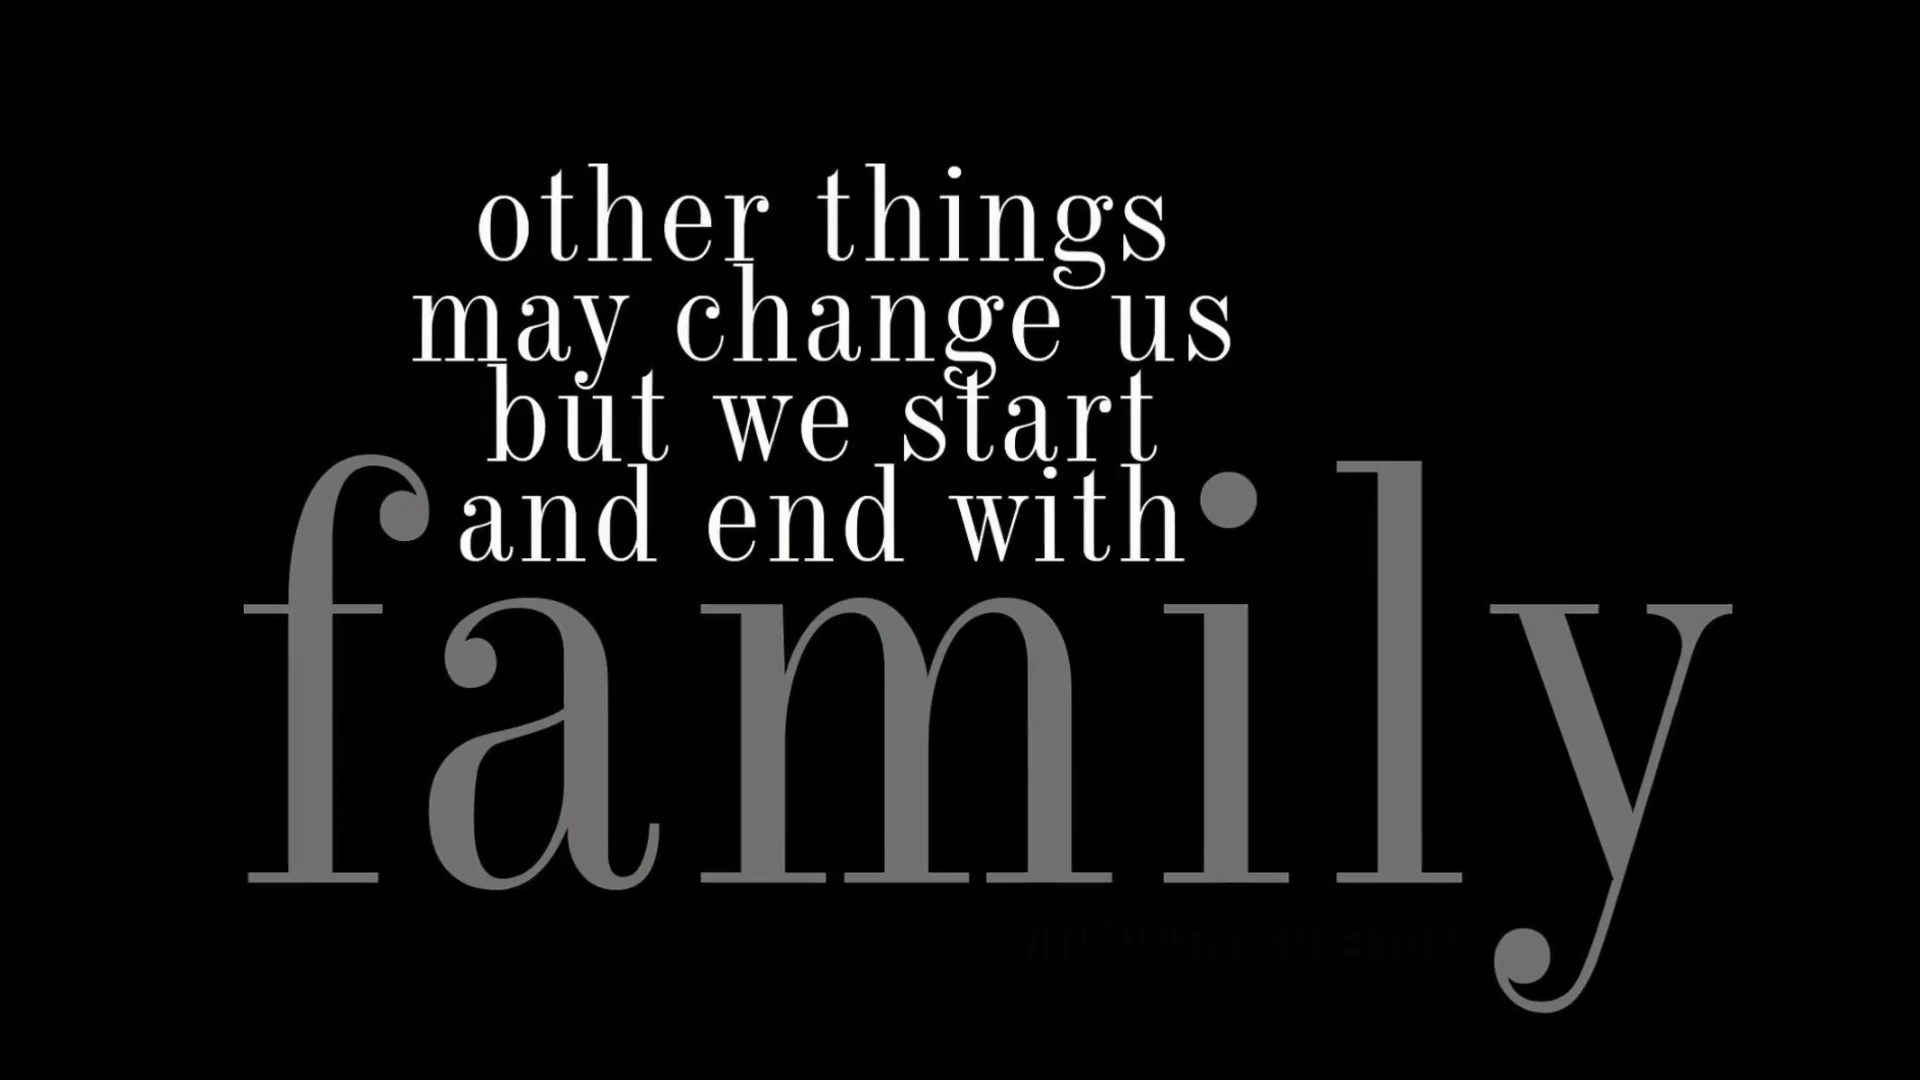 other things
may change us
but we start
and end with
family